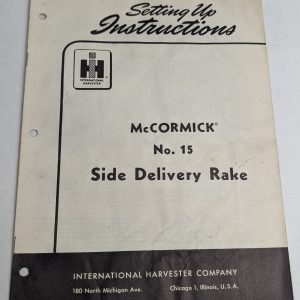 Setting Up
Instructions
IH
INTERNATIONAL
HARVESTER
McCORMICK®
No. 15
Side Delivery Rake
INTERNATIONAL HARVESTER COMPANY
180 North Michigan Ave. Chicago 1, Illinois, U.S.A.